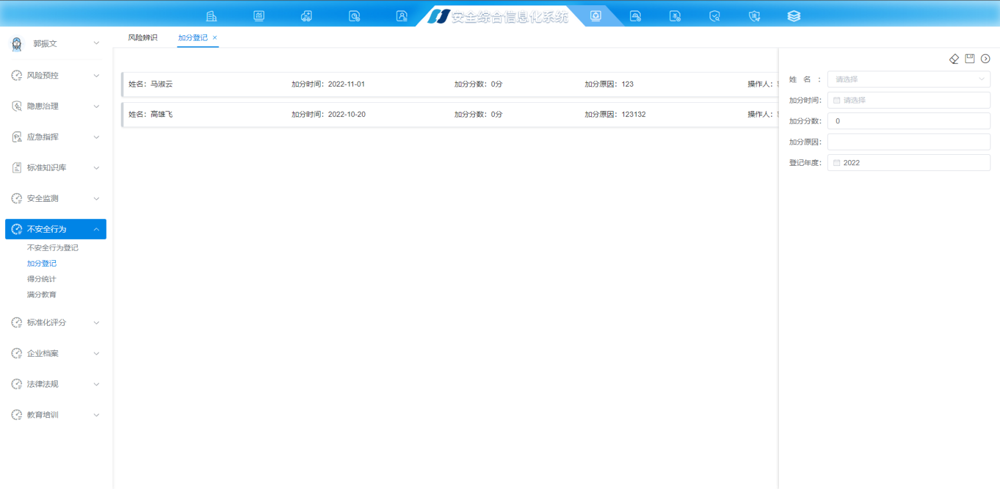 安全综合信息化系统
郭振文
风险预控
隐患治理
应急指挥
标准知识库
安全监测
不安全行为
不安全行为登记
加分登记
得分统计
满分教育
标准化评分
企业档案
法律法规
教育培训
风险辨识 加分登记 ×
姓名：马淑云 加分时间：2022-11-01 加分分数：0分 加分原因：123 操作人：
姓名：高雄飞 加分时间：2022-10-20 加分分数：0分 加分原因：123132 操作人：
姓 名 ： 请选择
加分时间： 请选择
加分分数： 0
加分原因：
登记年度： 2022